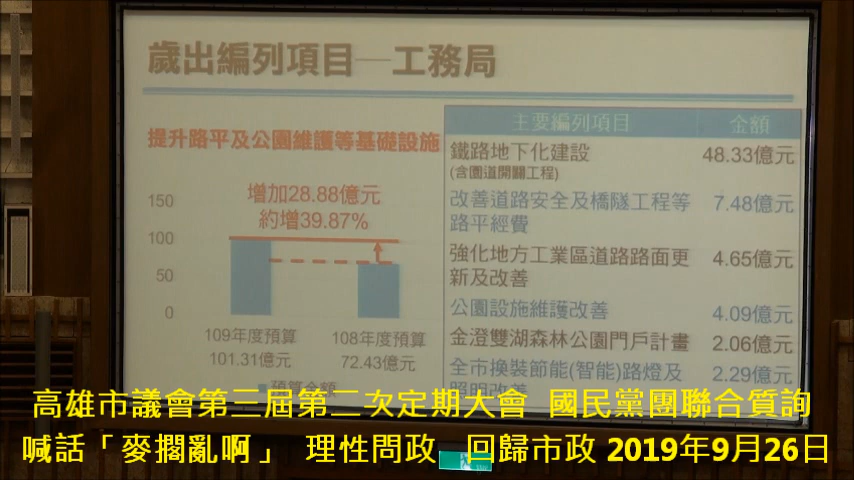 歲出編列項目—工務局
提升路平及公園維護等基礎設施
增加28.88億元
約增39.87%
150
100
50
0
109年度預算 108年度預算
101.31億元 72.43億元
預算金額
主要編列項目 金額
鐵路地下化建設 48.33億元
(含園道開闢工程)
改善道路安全及橋隧工程等 7.48億元
路平經費
強化地方工業區道路路面更 4.65億元
新及改善
公園設施維護改善 4.09億元
金澄雙湖森林公園門戶計畫 2.06億元
全市換裝節能(智能)路燈及 2.29億元
照明改善
高雄市議會第三屆第二次定期大會 國民黨團聯合質詢
喊話「麥擱亂啊」 理性問政 回歸市政 2019年9月26日